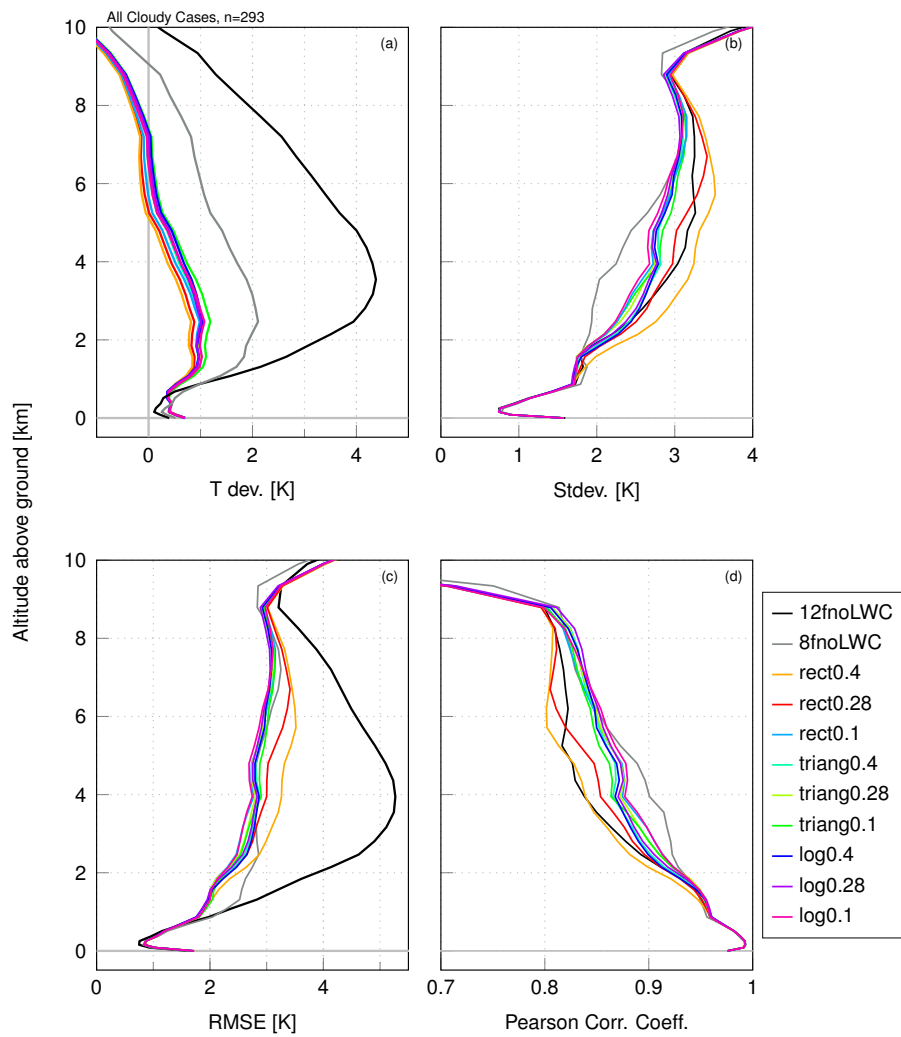 All Cloudy Cases, n=293
(a)
10
8
6
4
2
0
0 2 4
T dev. [K]
(b)
0 1 2 3 4
Stdev. [K]
Altitude above ground [km]
(c)
10
8
6
4
2
0
0 2 4
RMSE [K]
(d)
0.7 0.8 0.9 1
Pearson Corr. Coeff.
12fnoLWC
8fnoLWC
rect0.4
rect0.28
rect0.1
triang0.4
triang0.28
triang0.1
log0.4
log0.28
log0.1